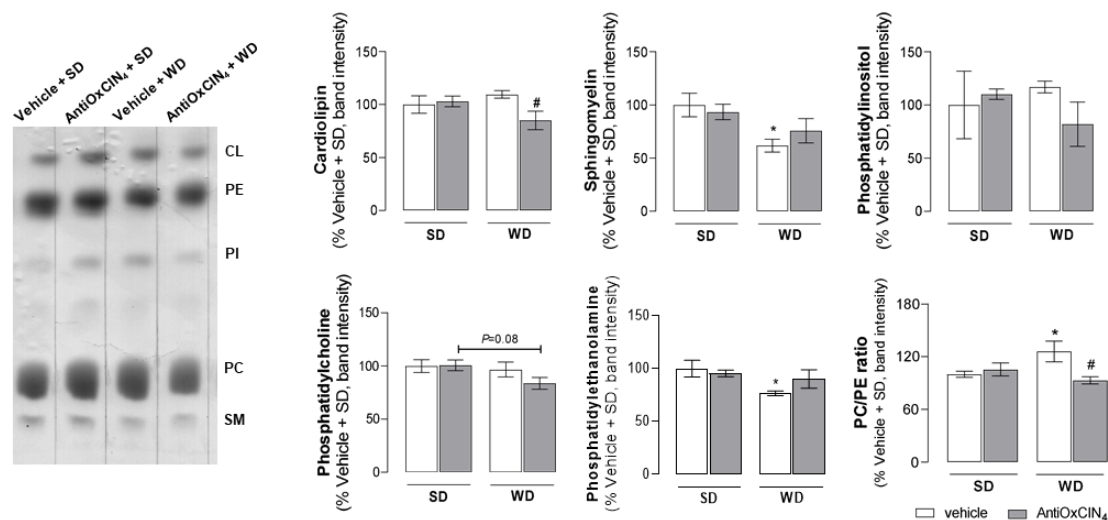 Vehicle + SD
AntiOxCIN₄ + SD
Vehicle + WD
AntiOxCIN₄ + WD
CL
PE
PI
PC
SM
Cardiolipin
(% Vehicle + SD, band intensity)
150
100
50
0
#
SD
WD
Sphingomyelin
(% Vehicle + SD, band intensity)
150
100
50
0
*
SD
WD
Phosphatidylinositol
(% Vehicle + SD, band intensity)
150
100
50
0
SD
WD
Phosphatidylcholine
(% Vehicle + SD, band intensity)
150
100
50
0
P=0.08
SD
WD
Phosphatidylethanolamine
(% Vehicle + SD, band intensity)
150
100
50
0
*
SD
WD
PC/PE ratio
(% Vehicle + SD, band intensity)
180
120
60
0
*
#
SD
WD
vehicle
AntiOxCIN₄